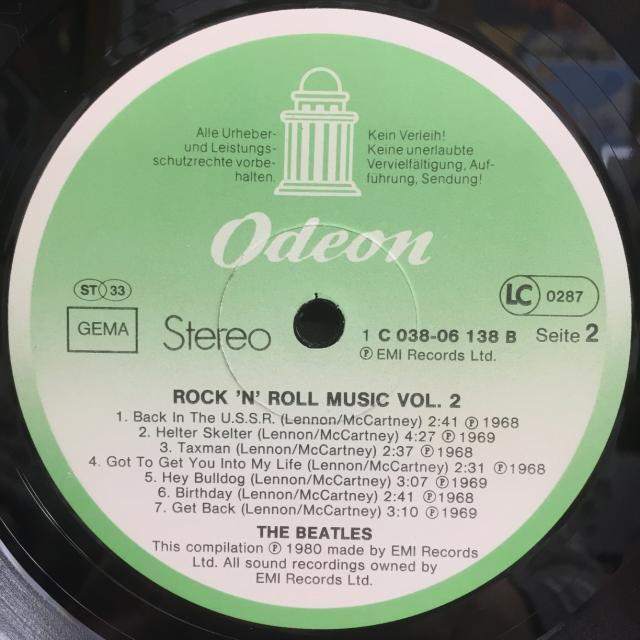 Alle Urheber-
und Leistungs-
schutzrechte vorbe-
halten.
Kein Verleih!
Keine unerlaubte
Vervielfältigung, Auf-
führung, Sendung!
Odeon
ST 33
GEMA
Stereo
LC 0287
1 C 038-06 138 B Seite 2
Ⓟ EMI Records Ltd.
ROCK 'N' ROLL MUSIC VOL. 2
1. Back In The U.S.S.R. (Lennon/McCartney) 2:41 Ⓟ 1968
2. Helter Skelter (Lennon/McCartney) 4:27 Ⓟ 1969
3. Taxman (Lennon/McCartney) 2:37 Ⓟ 1968
4. Got To Get You Into My Life (Lennon/McCartney) 2:31 Ⓟ 1968
5. Hey Bulldog (Lennon/McCartney) 3:07 Ⓟ 1969
6. Birthday (Lennon/McCartney) 2:41 Ⓟ 1968
7. Get Back (Lennon/McCartney) 3:10 Ⓟ 1969
THE BEATLES
This compilation Ⓟ 1980 made by EMI Records
Ltd. All sound recordings owned by
EMI Records Ltd.